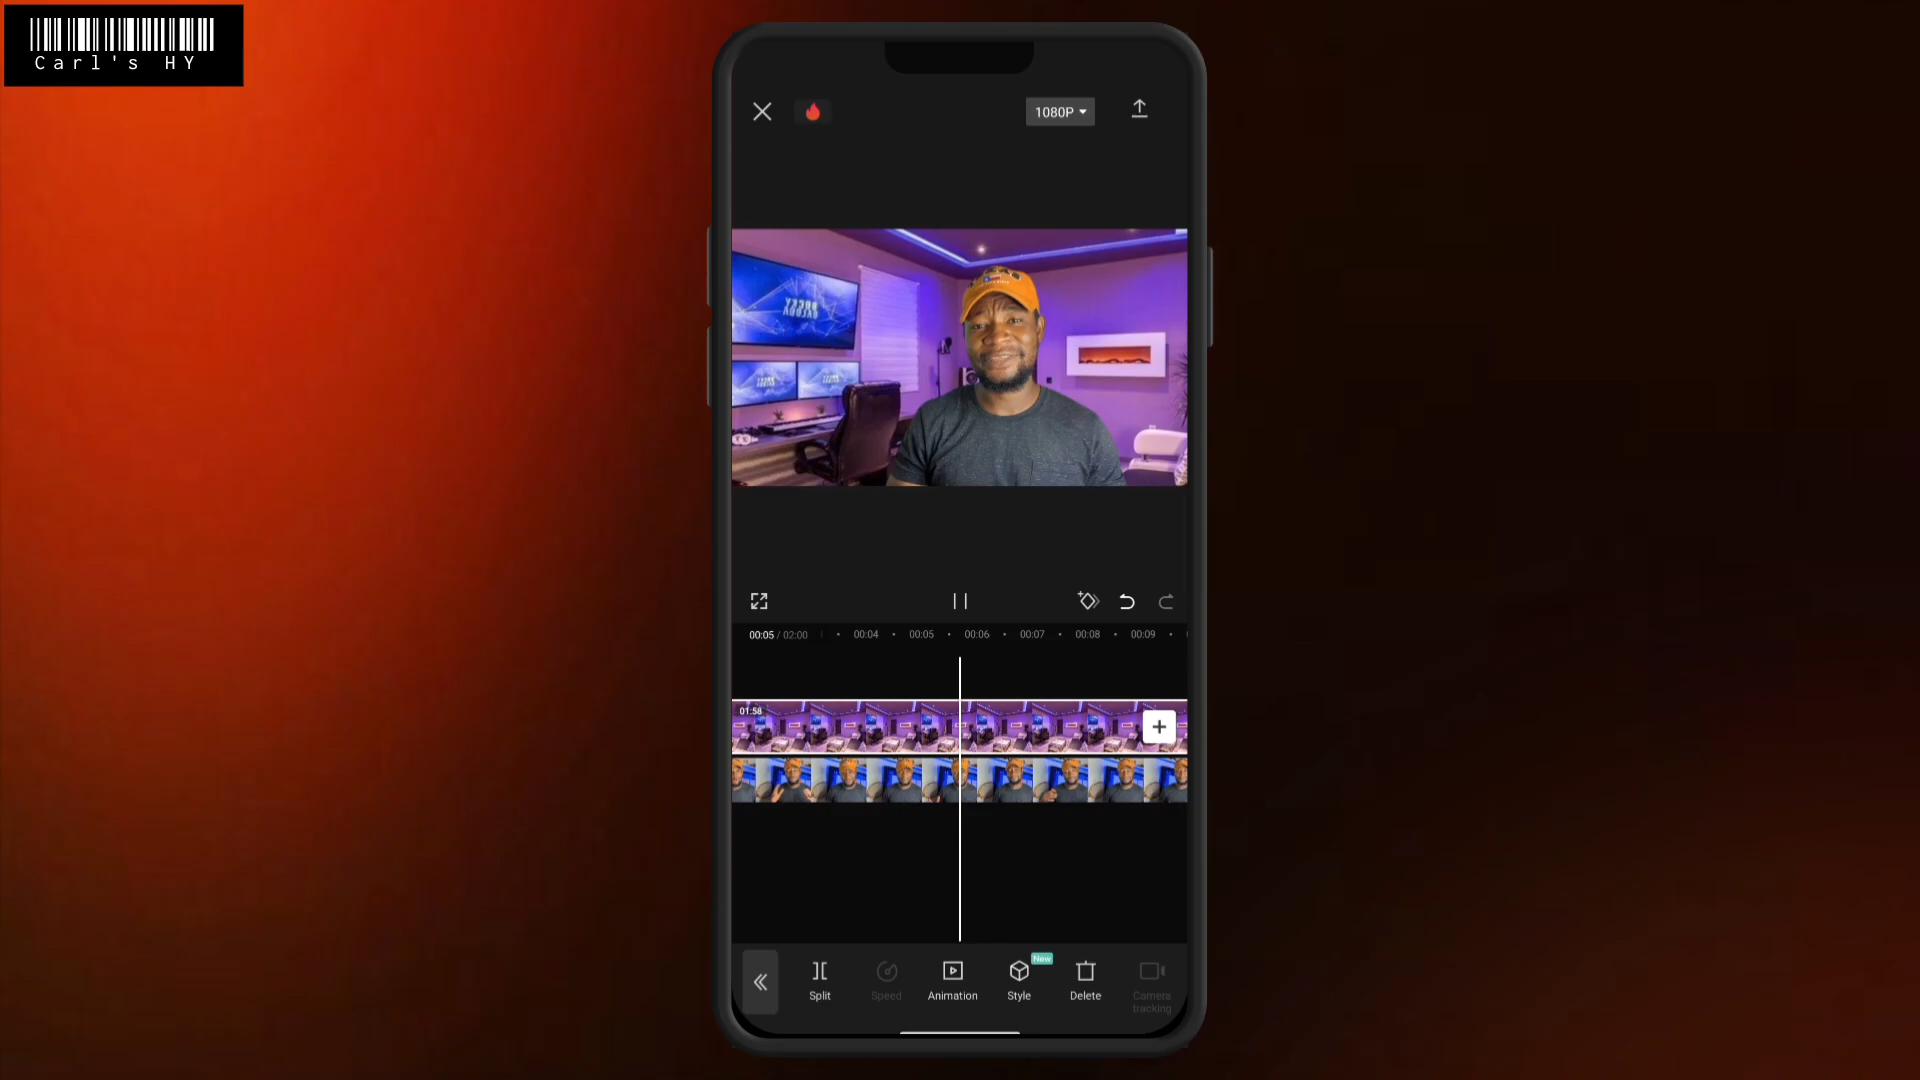 Carl's HY
1080P
00:05 / 02:00
00:04
00:05
00:06
00:07
00:08
00:09
01:58
New
Split
Speed
Animation
Style
Delete
Camera
tracking